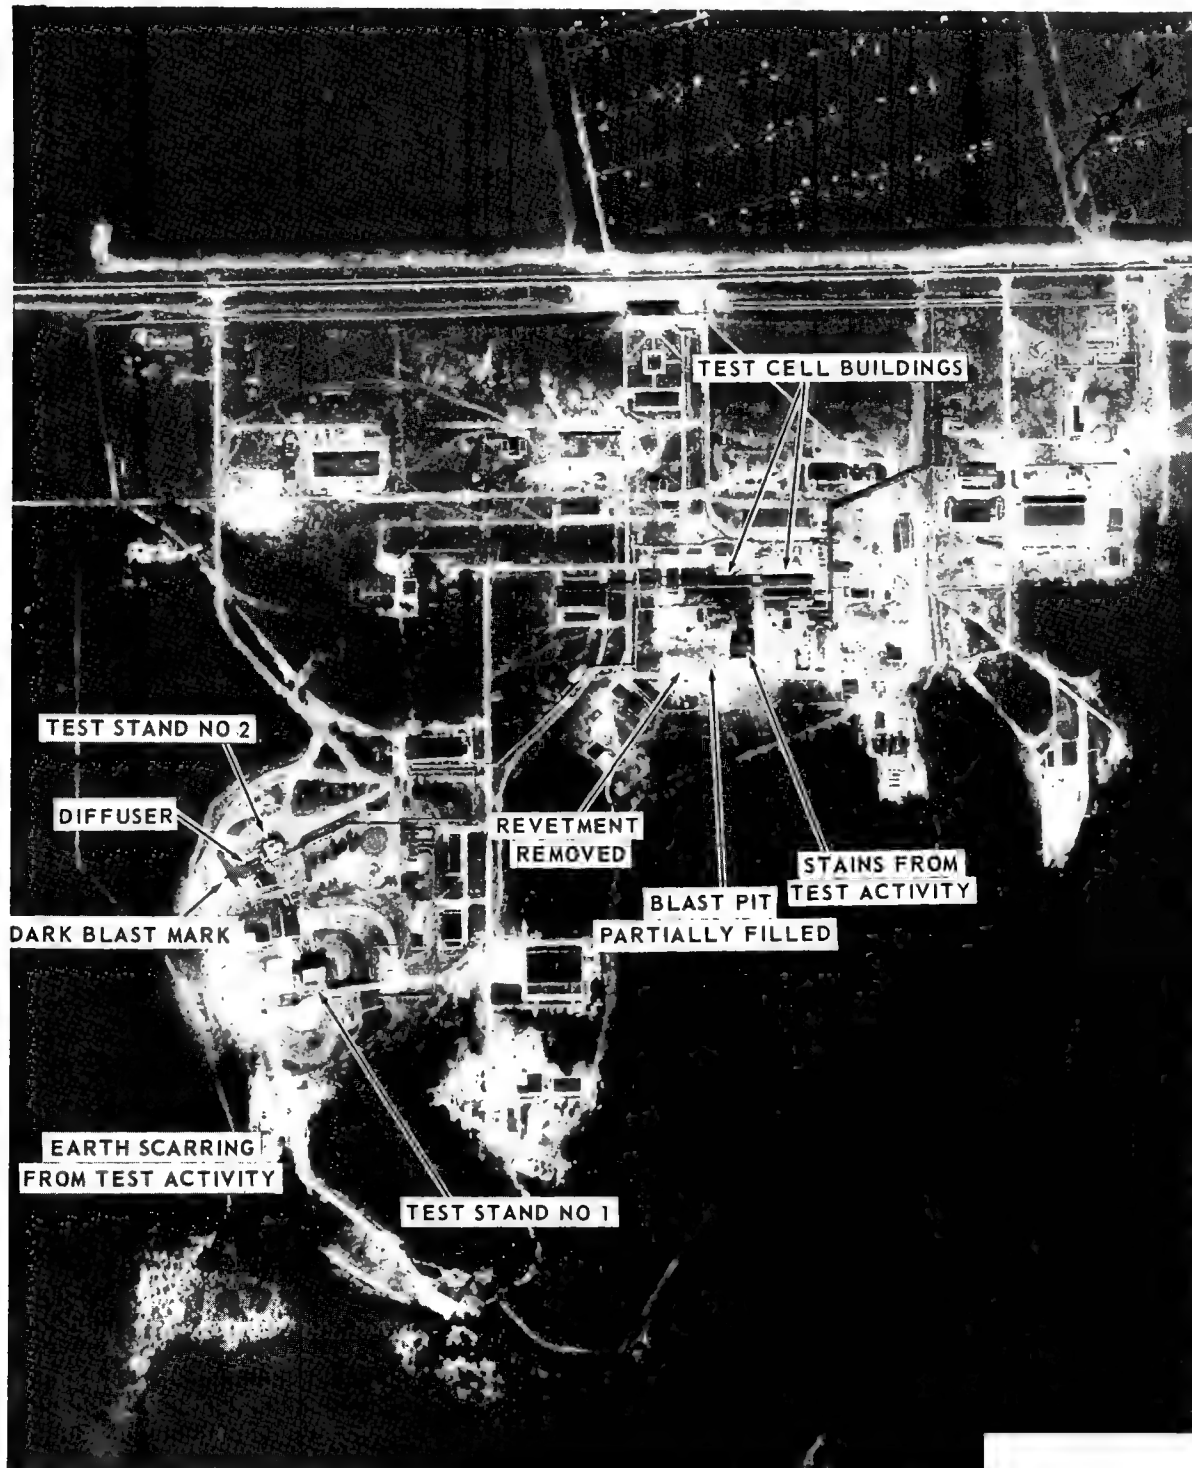 TEST CELL BUILDINGS
TEST STAND NO 2
DIFFUSER
REVETMENT
REMOVED
STAINS FROM
TEST ACTIVITY
BLAST PIT
PARTIALLY FILLED
DARK BLAST MARK
EARTH SCARRING
FROM TEST ACTIVITY
TEST STAND NO 1